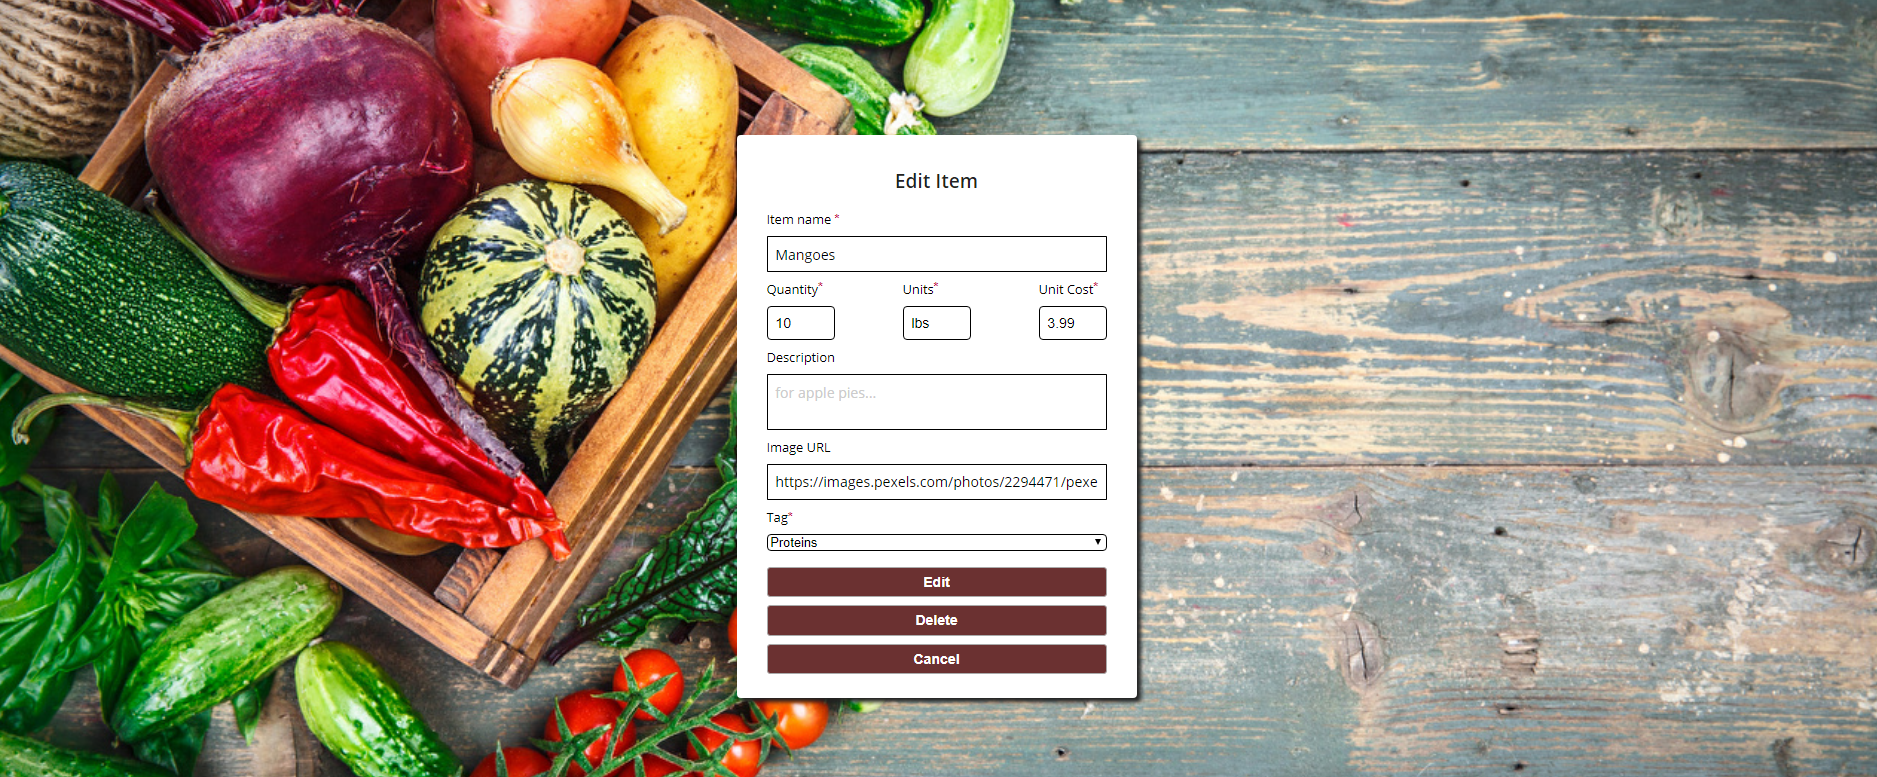 Edit Item
Item name *
Mangoes
Quantity* Units* Unit Cost*
10 lbs 3.99
Description
for apple pies...
Image URL
https://images.pexels.com/photos/2294471/pexe
Tag*
Proteins
Edit
Delete
Cancel